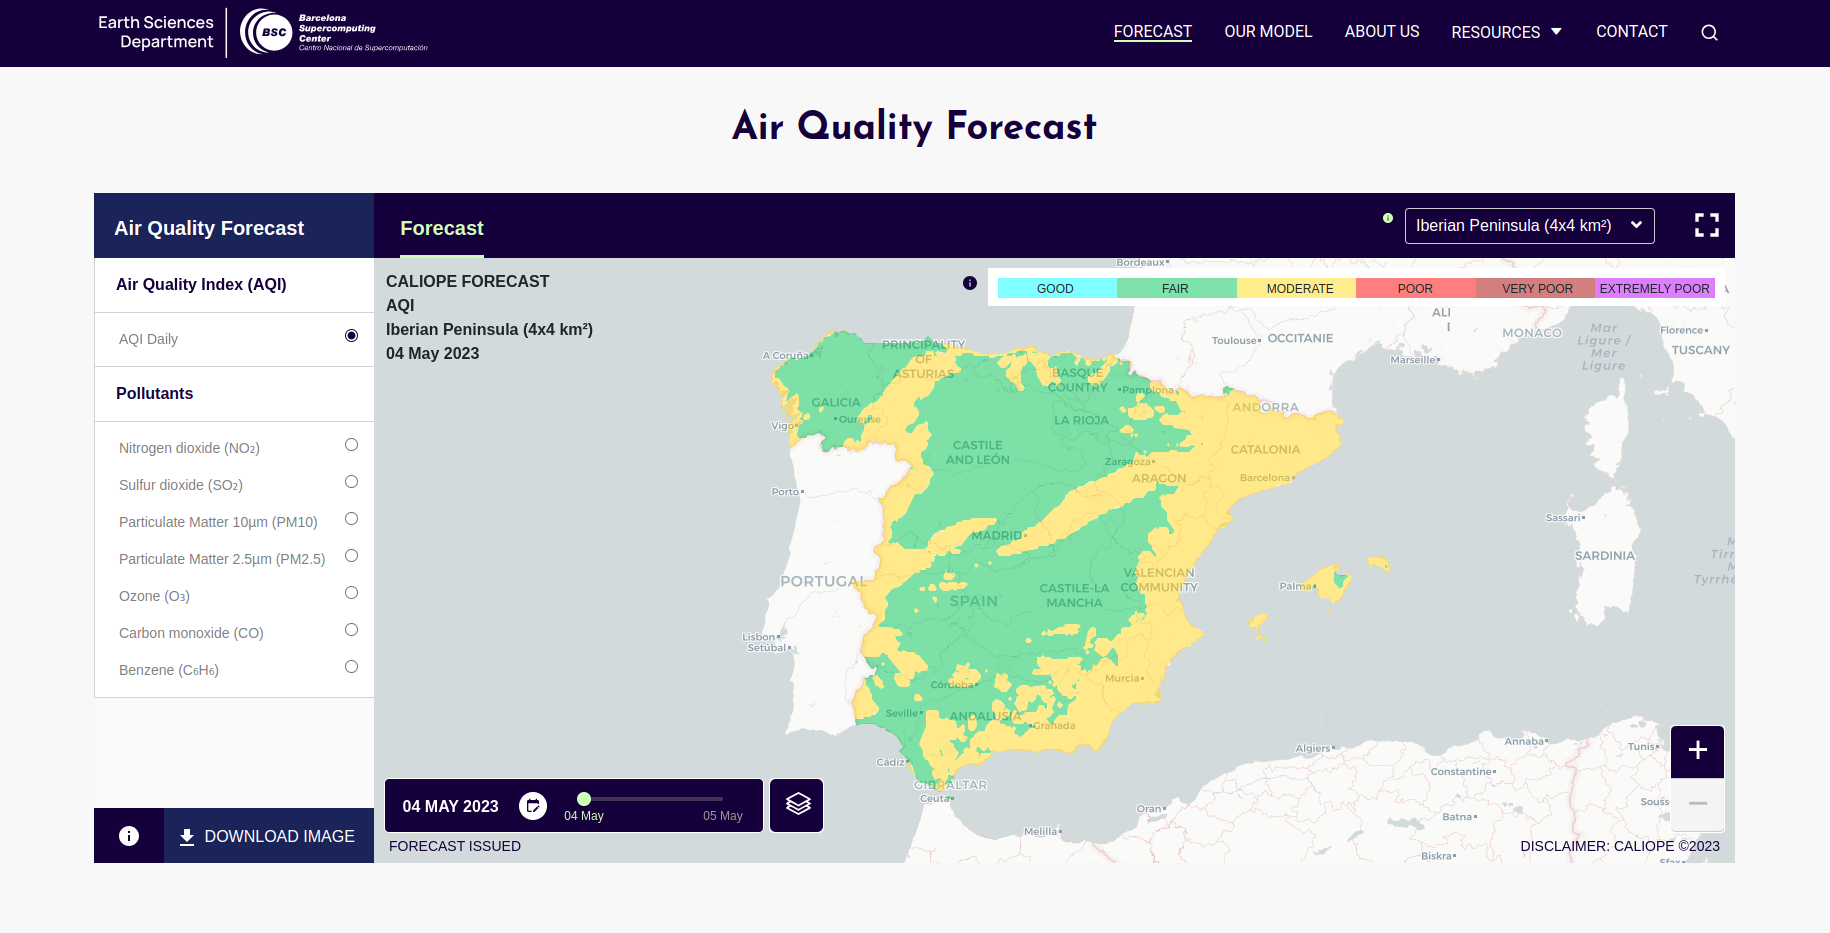 Earth Sciences
Department
BSC
Barcelona
Supercomputing
Center
Centro Nacional de Supercomputación
FORECAST
OUR MODEL
ABOUT US
RESOURCES
CONTACT
Air Quality Forecast
Air Quality Forecast
Forecast
Iberian Peninsula (4x4 km²)
Air Quality Index (AQI)
AQI Daily
Pollutants
Nitrogen dioxide (NO₂)
Sulfur dioxide (SO₂)
Particulate Matter 10µm (PM10)
Particulate Matter 2.5µm (PM2.5)
Ozone (O₃)
Carbon monoxide (CO)
Benzene (C₆H₆)
DOWNLOAD IMAGE
CALIOPE FORECAST
AQI
Iberian Peninsula (4x4 km²)
04 May 2023
GOOD
FAIR
MODERATE
POOR
VERY POOR
EXTREMELY POOR
Bordeaux
Toulouse
OCCITANIE
MONACO
Marseille
Mar
Ligure /
Mer
Ligure
Florence
TUSCANY
A Coruña
PRINCIPALITY
OF
ASTURIAS
BASQUE
COUNTRY
Pamplona
GALICIA
Ourense
Vigo
LA RIOJA
ANDORRA
CASTILE
AND LEÓN
CATALONIA
Zaragoza
ARAGON
Barcelona
Porto
Sassari
MADRID
SARDINIA
PORTUGAL
VALENCIAN
COMMUNITY
CASTILE-LA
MANCHA
Palma
SPAIN
Lisbon
Setúbal
Murcia
Córdoba
Seville
ANDALUSIA
Granada
Cádiz
GIBRALTAR
Ceuta
Algiers
Annaba
Tunis
Constantine
Oran
Batna
Melilla
Biskra
04 MAY 2023
04 May
05 May
FORECAST ISSUED
+
−
DISCLAIMER: CALIOPE ©2023